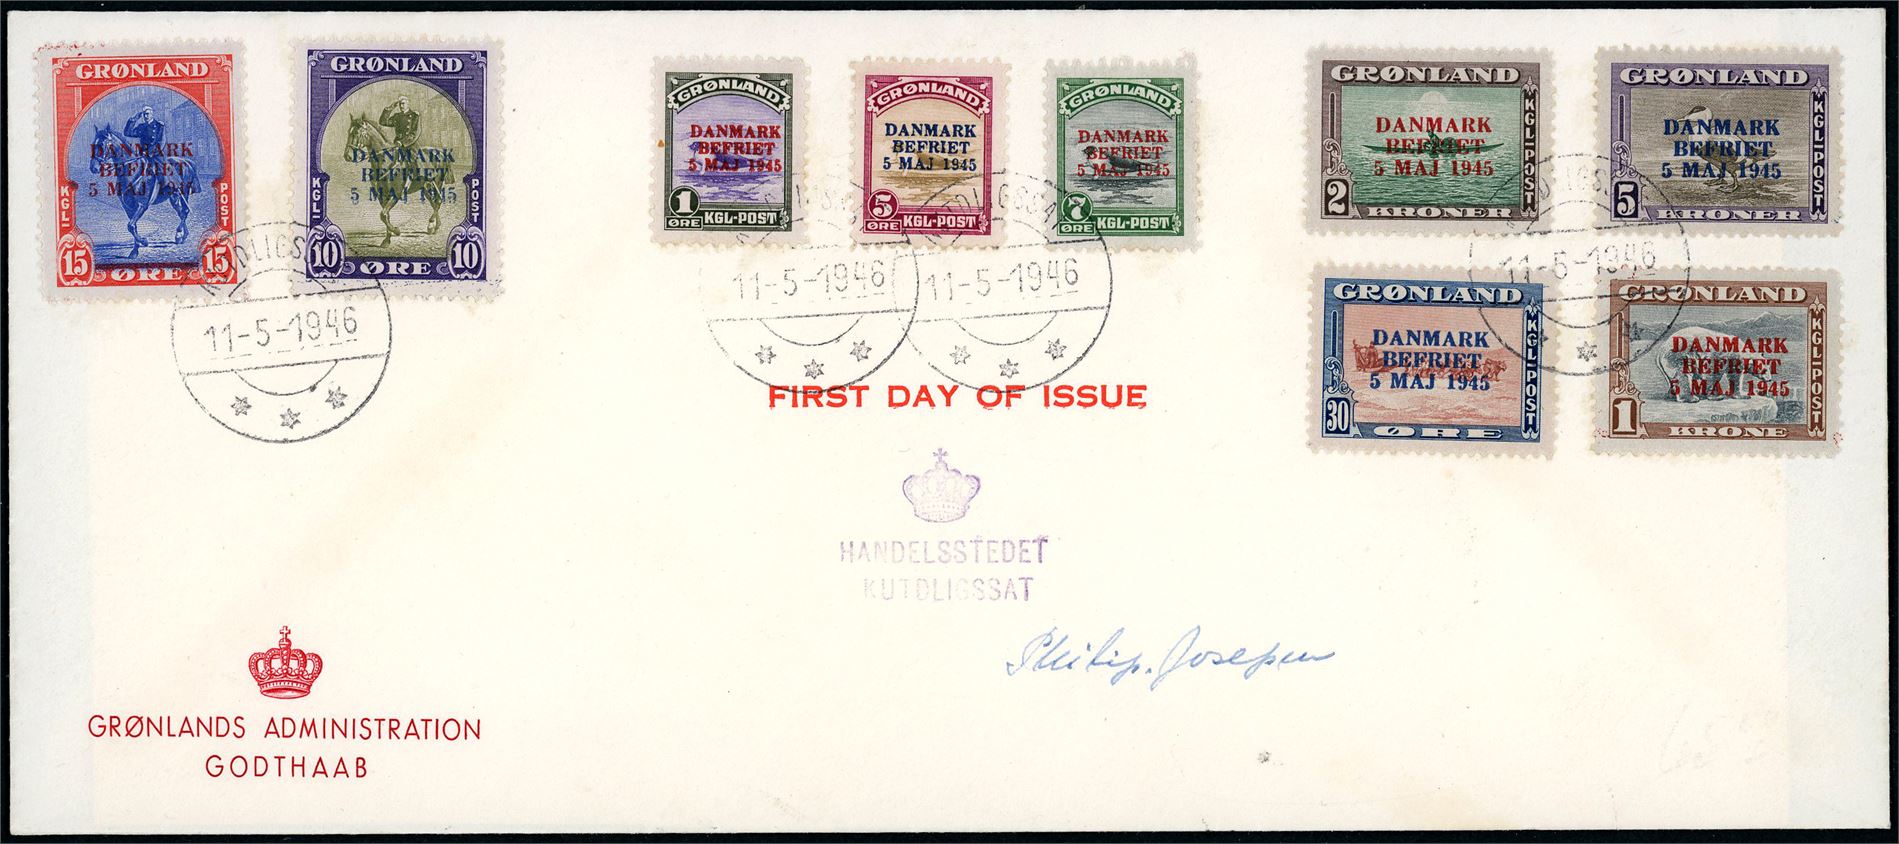 GRØNLAND
DANMARK
BEFRIET
5 MAJ 1945
KGL- POST
15 ØRE 15
GRØNLAND
DANMARK
BEFRIET
5 MAJ 1945
KGL- POST
10 ØRE 10
GRØNLAND
DANMARK
BEFRIET
5 MAJ 1945
1 ØRE KGL-POST
GRØNLAND
DANMARK
BEFRIET
5 MAJ 1945
5 ØRE KGL-POST
GRØNLAND
DANMARK
BEFRIET
5 MAJ 1945
7 ØRE KGL-POST
GRØNLAND
KGL-POST
DANMARK
BEFRIET
5 MAJ 1945
2 KRONER
GRØNLAND
KGL-POST
DANMARK
BEFRIET
5 MAJ 1945
5 KRONER
GRØNLAND
KGL-POST
DANMARK
BEFRIET
5 MAJ 1945
30 ØRE
GRØNLAND
KGL-POST
DANMARK
BEFRIET
5 MAJ 1945
1 KRONE
11-5-1946
11-5-1946
11-5-1946
11-5-1946
FIRST DAY OF ISSUE
HANDELSSTEDET
KUTDLIGSSAT
Philip. Josepsen
GRØNLANDS ADMINISTRATION
GODTHAAB